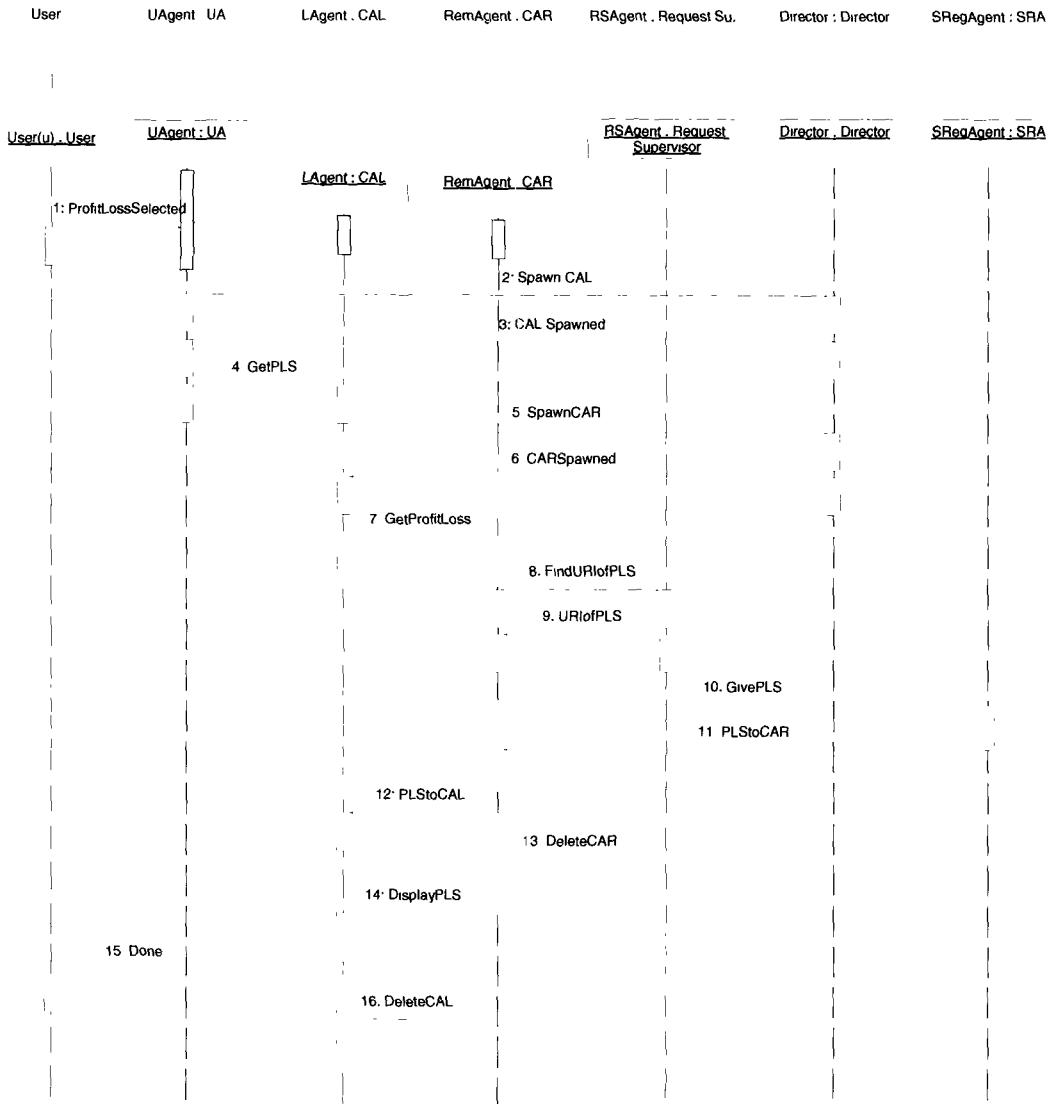 User UAgent UA LAgent . CAL RemAgent . CAR RSAgent . Request Su. Director : Director SRegAgent : SRA
User(u) . User UAgent : UA RSAgent . Request Director . Director SRegAgent : SRA
Supervisor
LAgent : CAL RemAgent CAR
1: ProfitLossSelected
2: Spawn CAL
3: CAL Spawned
4 GetPLS
5 SpawnCAR
6 CARSpawned
7 GetProfitLoss
8. FindURIofPLS
9. URIofPLS
10. GivePLS
11 PLStoCAR
12: PLStoCAL
13 DeleteCAR
14: DisplayPLS
15 Done
16. DeleteCAL